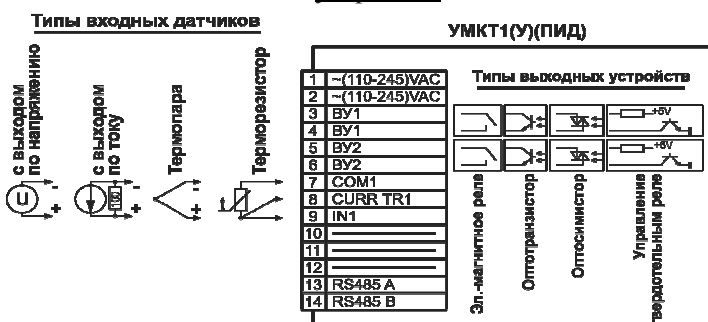 Типы входных датчиков
УМКТ1(У)(ПИД)
с выходом
по напряжению
с выходом
по току
Термопара
Терморезистор
U
-
+
-
+
-
+
1 ~(110-245)VAC
2 ~(110-245)VAC
3 ВУ1
4 ВУ1
5 ВУ2
6 ВУ2
7 COM1
8 CURR TR1
9 IN1
10
11
12
13 RS485 A
14 RS485 B
Типы выходных устройств
+5V
+5V
Эл.-магнитное реле
Оптотранзистор
Оптосимистор
Управление
твердотельным реле